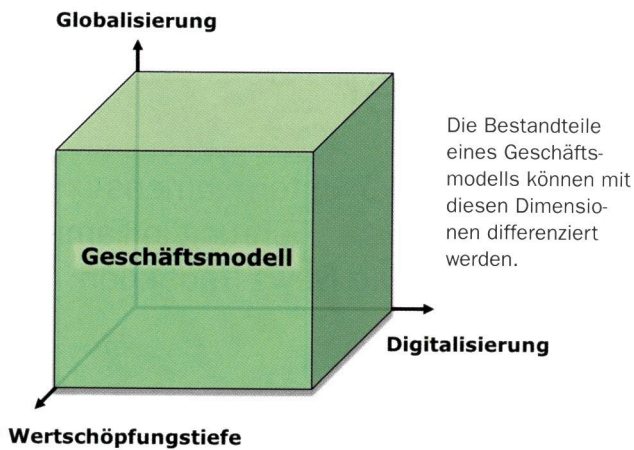 Globalisierung
Die Bestandteile
eines Geschäfts-
modells können mit
diesen Dimensio-
nen differenziert
werden.
Geschäftsmodell
Digitalisierung
Wertschöpfungstiefe